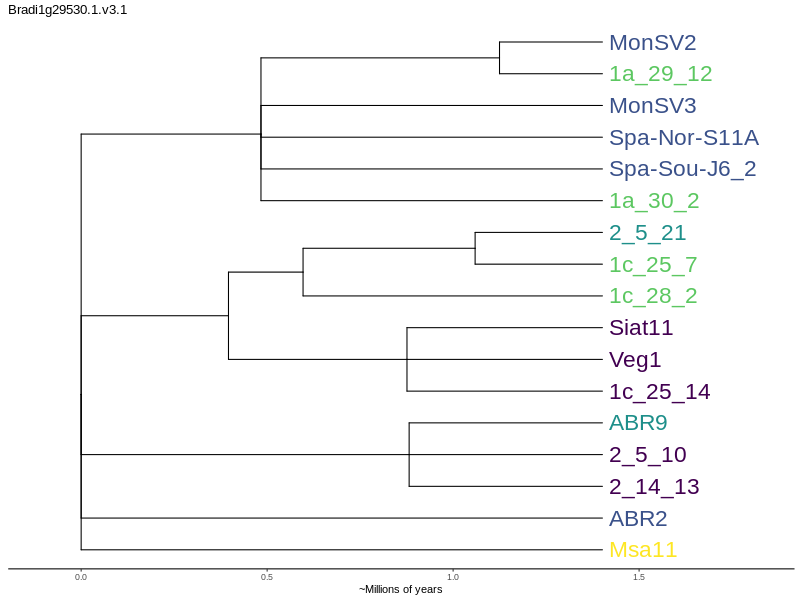 Bradi1g29530.1.v3.1
MonSV2
1a_29_12
MonSV3
Spa-Nor-S11A
Spa-Sou-J6_2
1a_30_2
2_5_21
1c_25_7
1c_28_2
Siat11
Veg1
1c_25_14
ABR9
2_5_10
2_14_13
ABR2
Msa11
0.0 0.5 1.0 1.5
~Millions of years